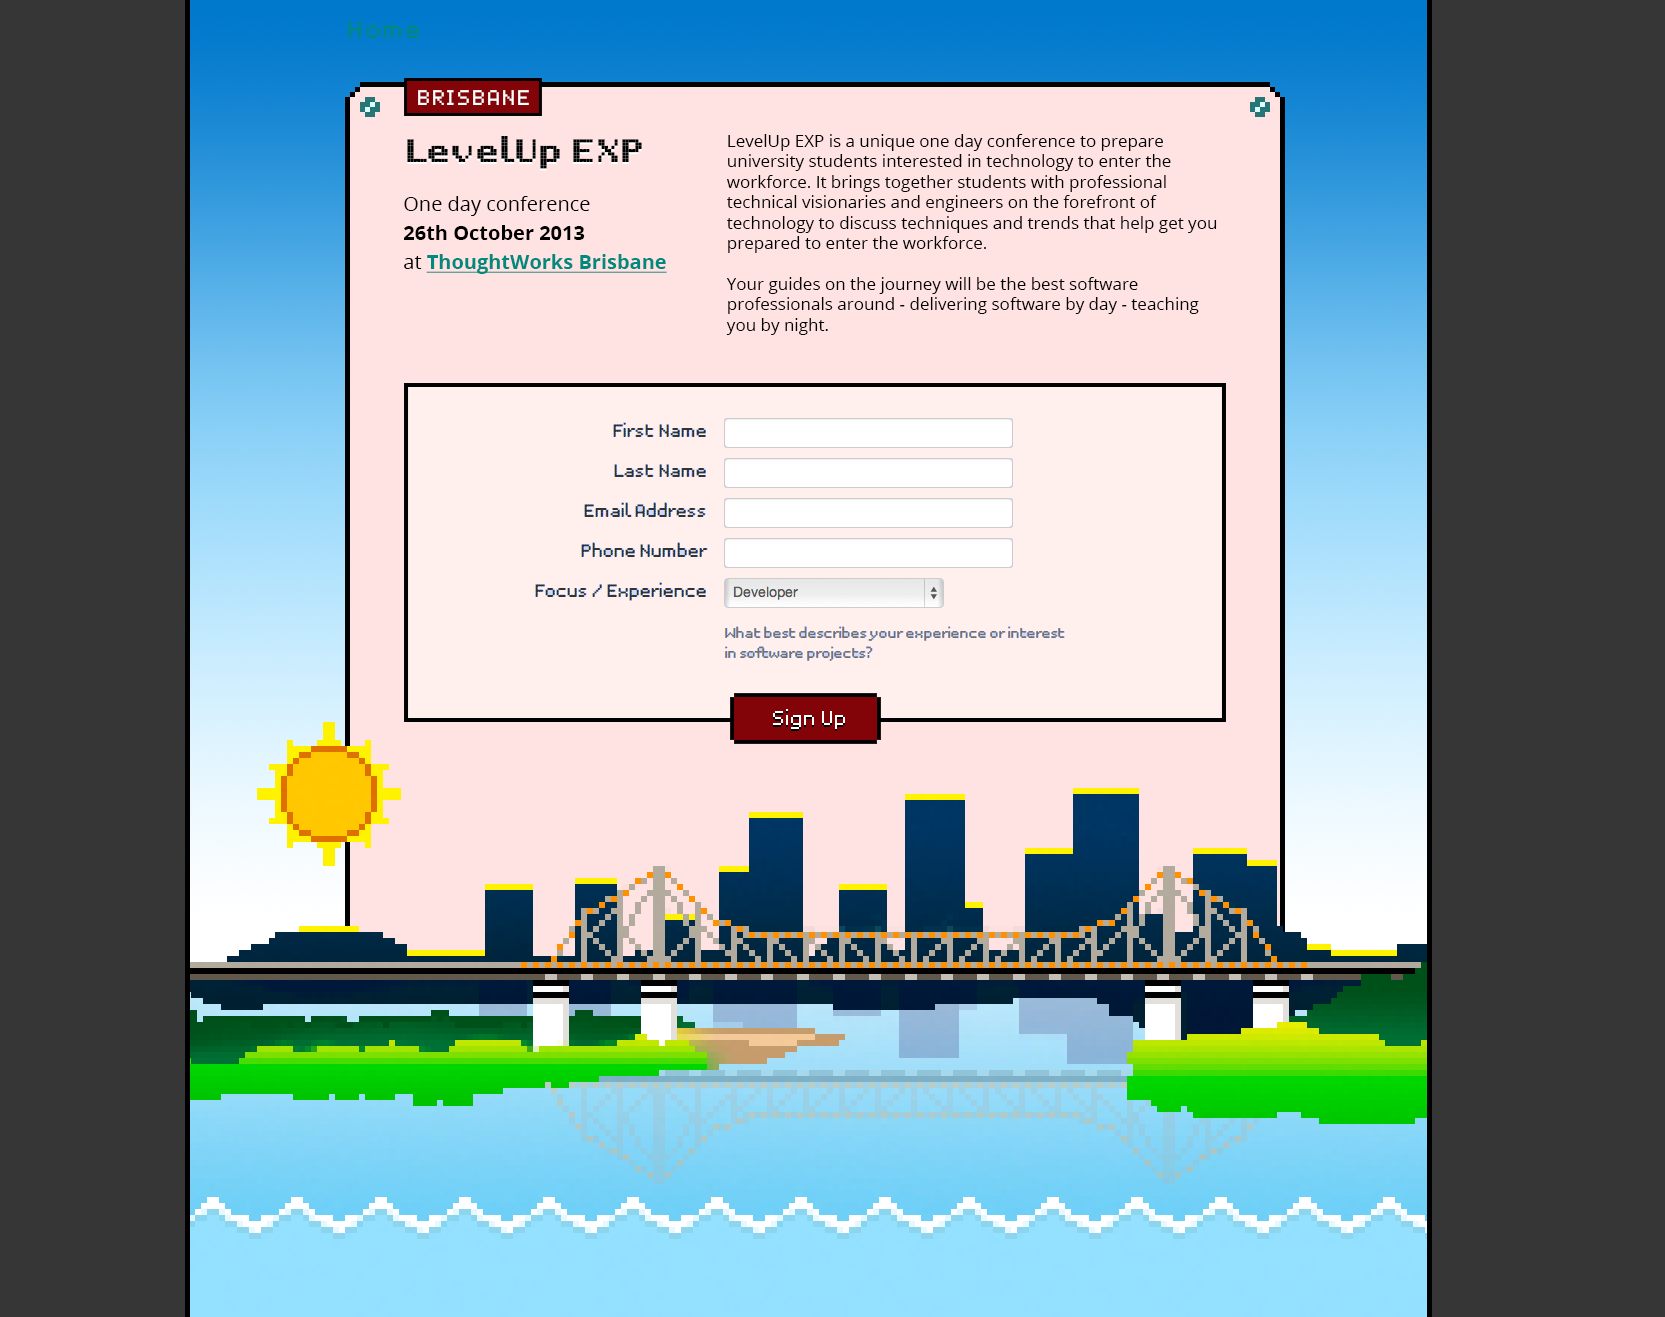 Home
BRISBANE
LevelUp EXP
One day conference
26th October 2013
at ThoughtWorks Brisbane
LevelUp EXP is a unique one day conference to prepare
university students interested in technology to enter the
workforce. It brings together students with professional
technical visionaries and engineers on the forefront of
technology to discuss techniques and trends that help get you
prepared to enter the workforce.
Your guides on the journey will be the best software
professionals around - delivering software by day - teaching
you by night.
First Name
Last Name
Email Address
Phone Number
Focus / Experience
Developer
What best describes your experience or interest
in software projects?
Sign Up